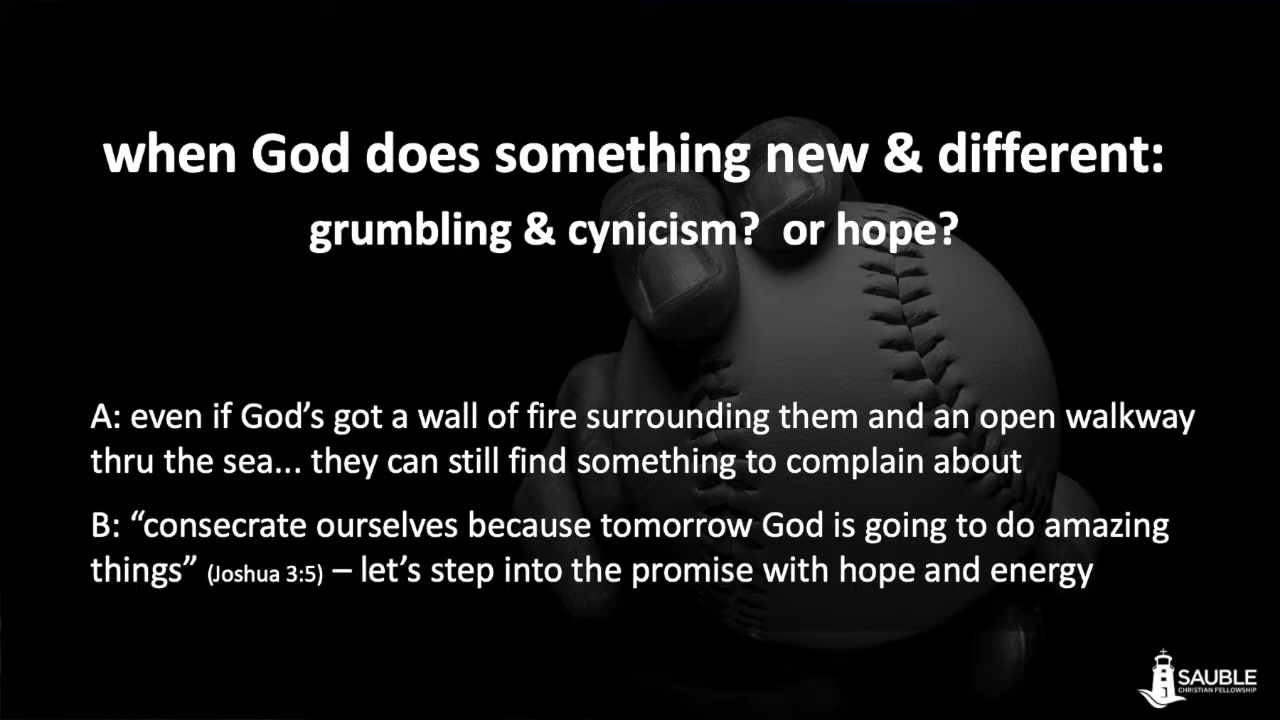 when God does something new & different:
grumbling & cynicism?  or hope?
A: even if God’s got a wall of fire surrounding them and an open walkway
thru the sea... they can still find something to complain about
B: “consecrate ourselves because tomorrow God is going to do amazing
things” (Joshua 3:5) – let’s step into the promise with hope and energy
SAUBLE
CHRISTIAN FELLOWSHIP